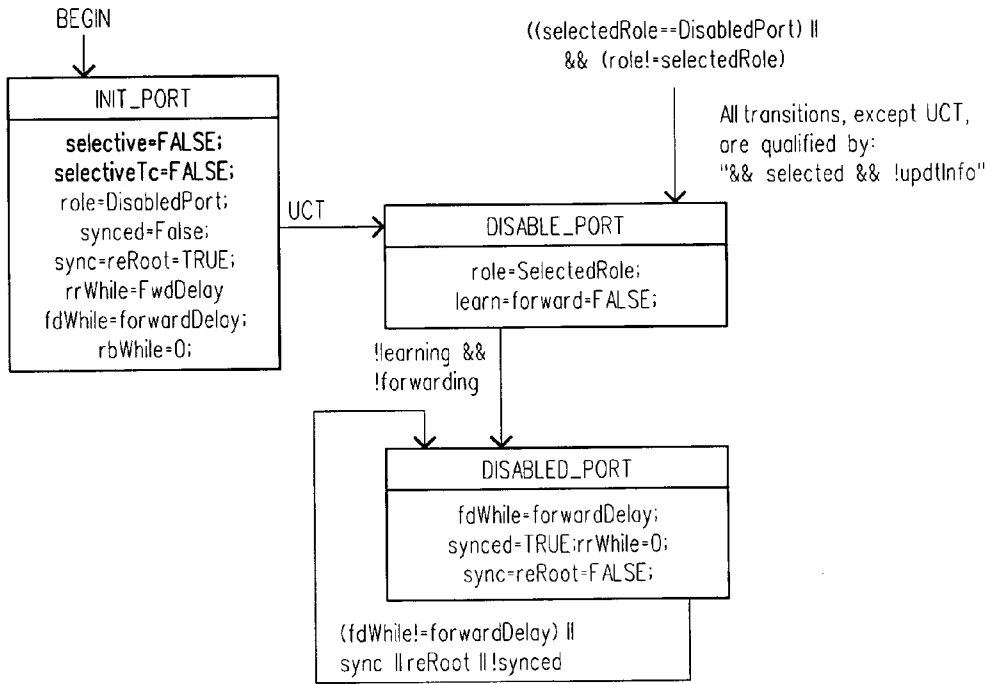 BEGIN
((selectedRole==DisabledPort) ||
&& (role!=selectedRole)
INIT_PORT
selective=FALSE;
selectiveTc=FALSE;
role=DisabledPort;
synced=False;
sync=reRoot=TRUE;
rrWhile=FwdDelay
fdWhile=forwardDelay;
rbWhile=0;
All transitions, except UCT,
are qualified by:
"&& selected && !updtInfo"
UCT
DISABLE_PORT
role=SelectedRole;
learn=forward=FALSE;
!learning &&
!forwarding
DISABLED_PORT
fdWhile=forwardDelay;
synced=TRUE;rrWhile=0;
sync=reRoot=FALSE;
(fdWhile!=forwardDelay) ||
sync ||reRoot || !synced